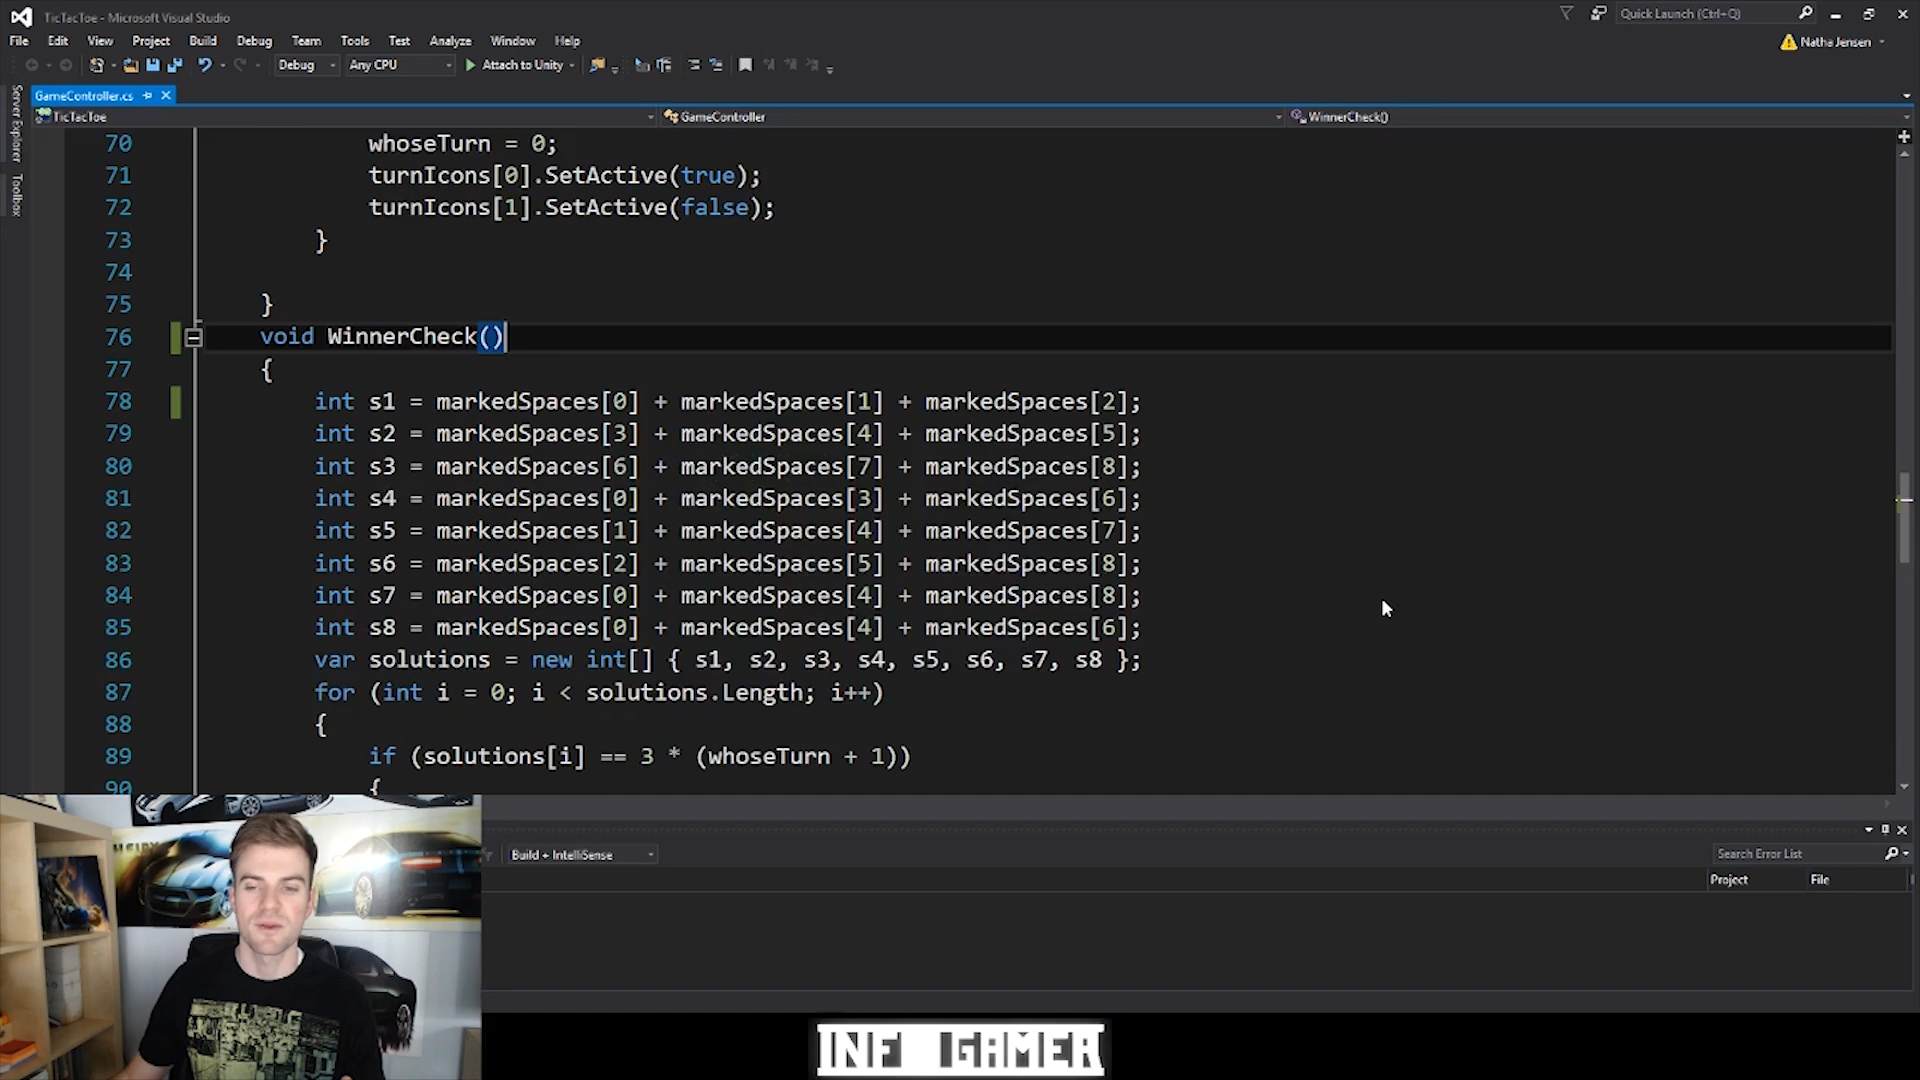 TicTacToe - Microsoft Visual Studio
Quick Launch (Ctrl+Q)
File Edit View Project Build Debug Team Tools Test Analyze Window Help
Natha Jensen
Debug Any CPU Attach to Unity
Server Explorer
Toolbox
GameController.cs
TicTacToe GameController WinnerCheck()
70 whoseTurn = 0;
71 turnIcons[0].SetActive(true);
72 turnIcons[1].SetActive(false);
73 }
74
75 }
76 void WinnerCheck()
77 {
78 int s1 = markedSpaces[0] + markedSpaces[1] + markedSpaces[2];
79 int s2 = markedSpaces[3] + markedSpaces[4] + markedSpaces[5];
80 int s3 = markedSpaces[6] + markedSpaces[7] + markedSpaces[8];
81 int s4 = markedSpaces[0] + markedSpaces[3] + markedSpaces[6];
82 int s5 = markedSpaces[1] + markedSpaces[4] + markedSpaces[7];
83 int s6 = markedSpaces[2] + markedSpaces[5] + markedSpaces[8];
84 int s7 = markedSpaces[0] + markedSpaces[4] + markedSpaces[8];
85 int s8 = markedSpaces[0] + markedSpaces[4] + markedSpaces[6];
86 var solutions = new int[] { s1, s2, s3, s4, s5, s6, s7, s8 };
87 for (int i = 0; i < solutions.Length; i++)
88 {
89 if (solutions[i] == 3 * (whoseTurn + 1))
90 {
Build + IntelliSense
Search Error List
Project File
INF GAMER